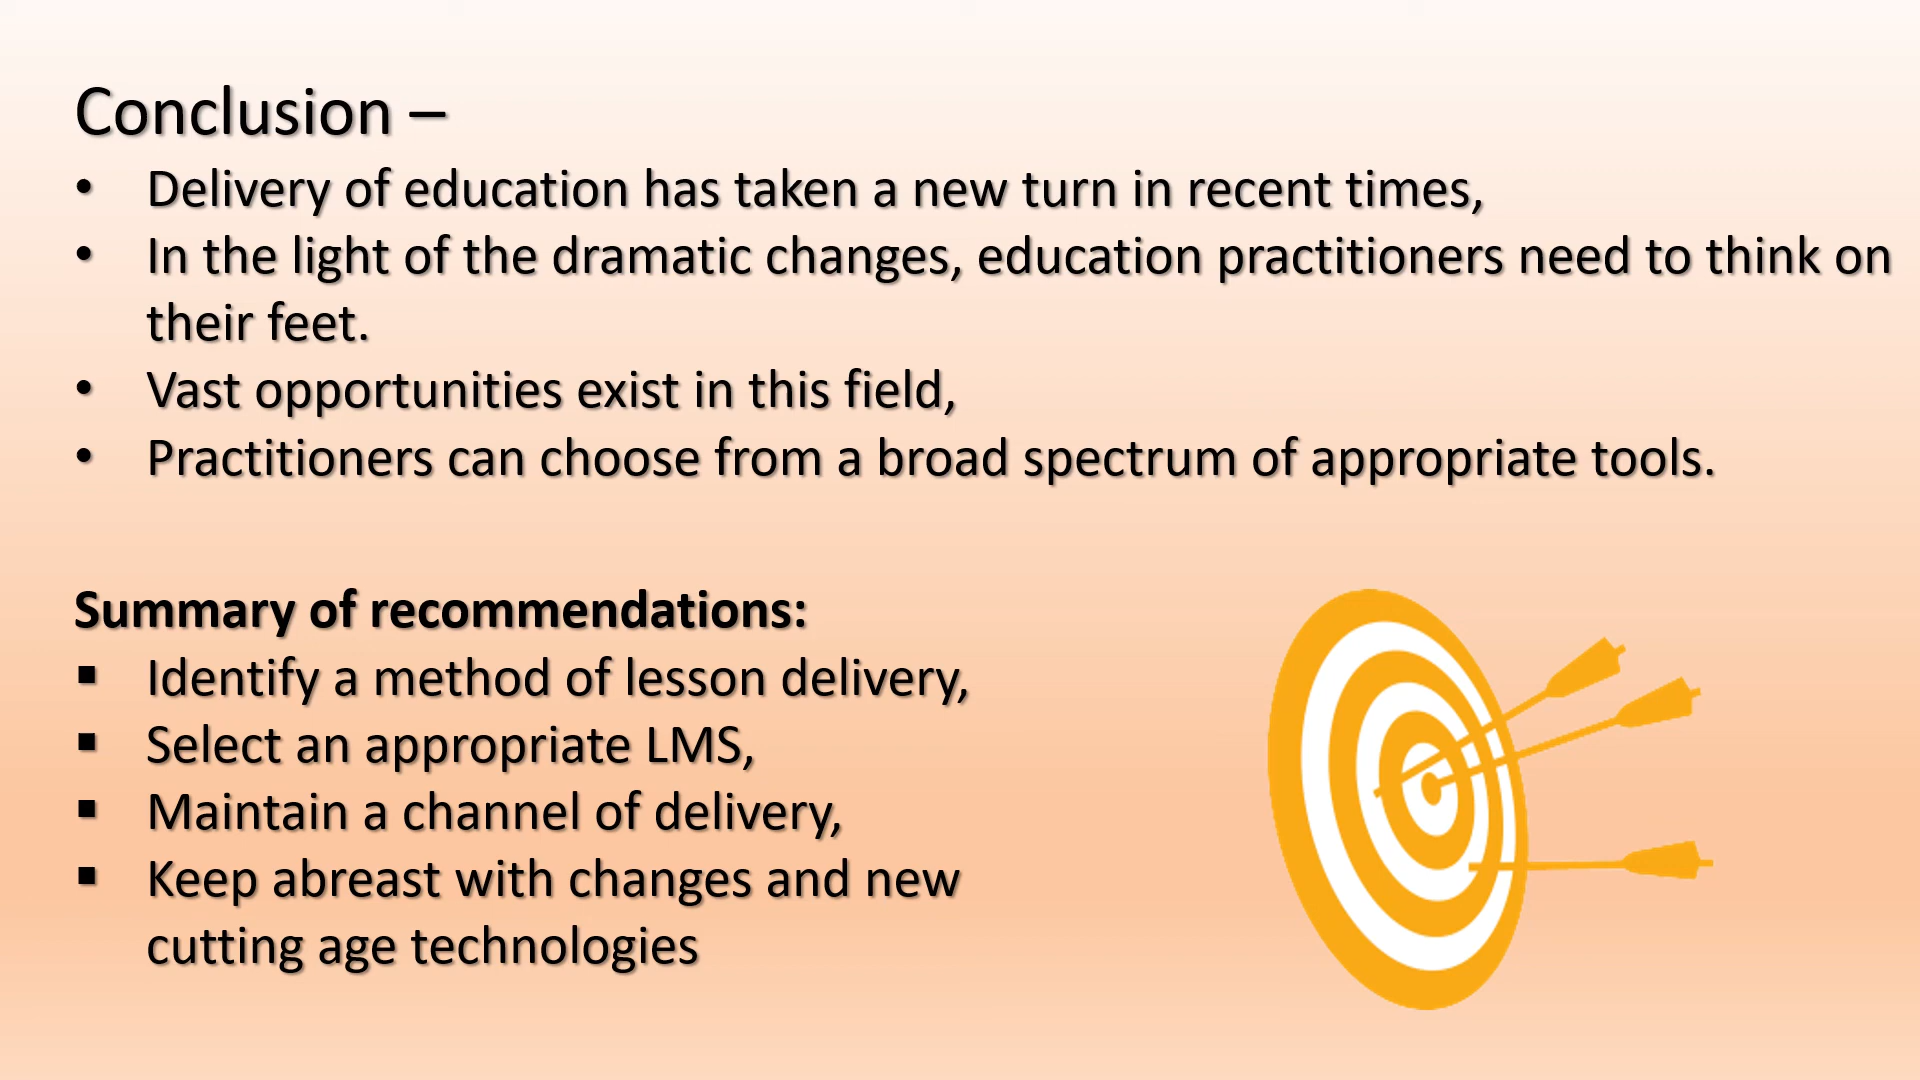 Conclusion –
• Delivery of education has taken a new turn in recent times,
• In the light of the dramatic changes, education practitioners need to think on
their feet.
• Vast opportunities exist in this field,
• Practitioners can choose from a broad spectrum of appropriate tools.
Summary of recommendations:
▪ Identify a method of lesson delivery,
▪ Select an appropriate LMS,
▪ Maintain a channel of delivery,
▪ Keep abreast with changes and new
cutting age technologies